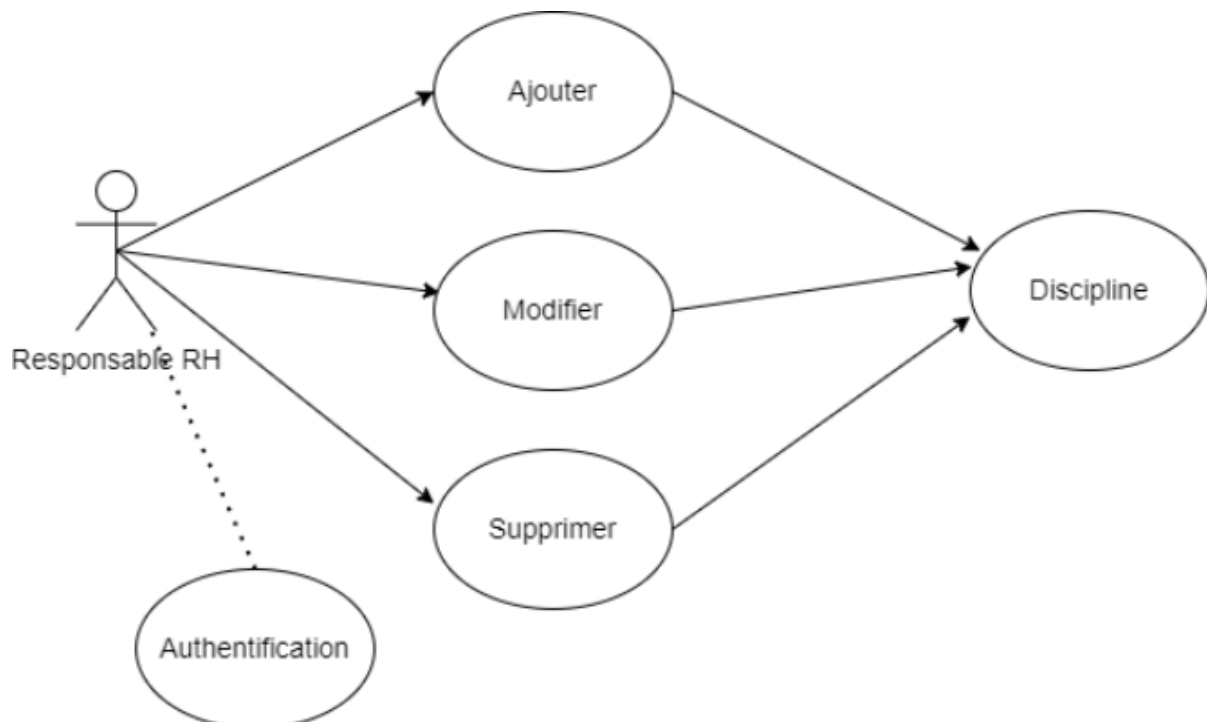 Ajouter
Modifier
Discipline
Responsable RH
Supprimer
Authentification